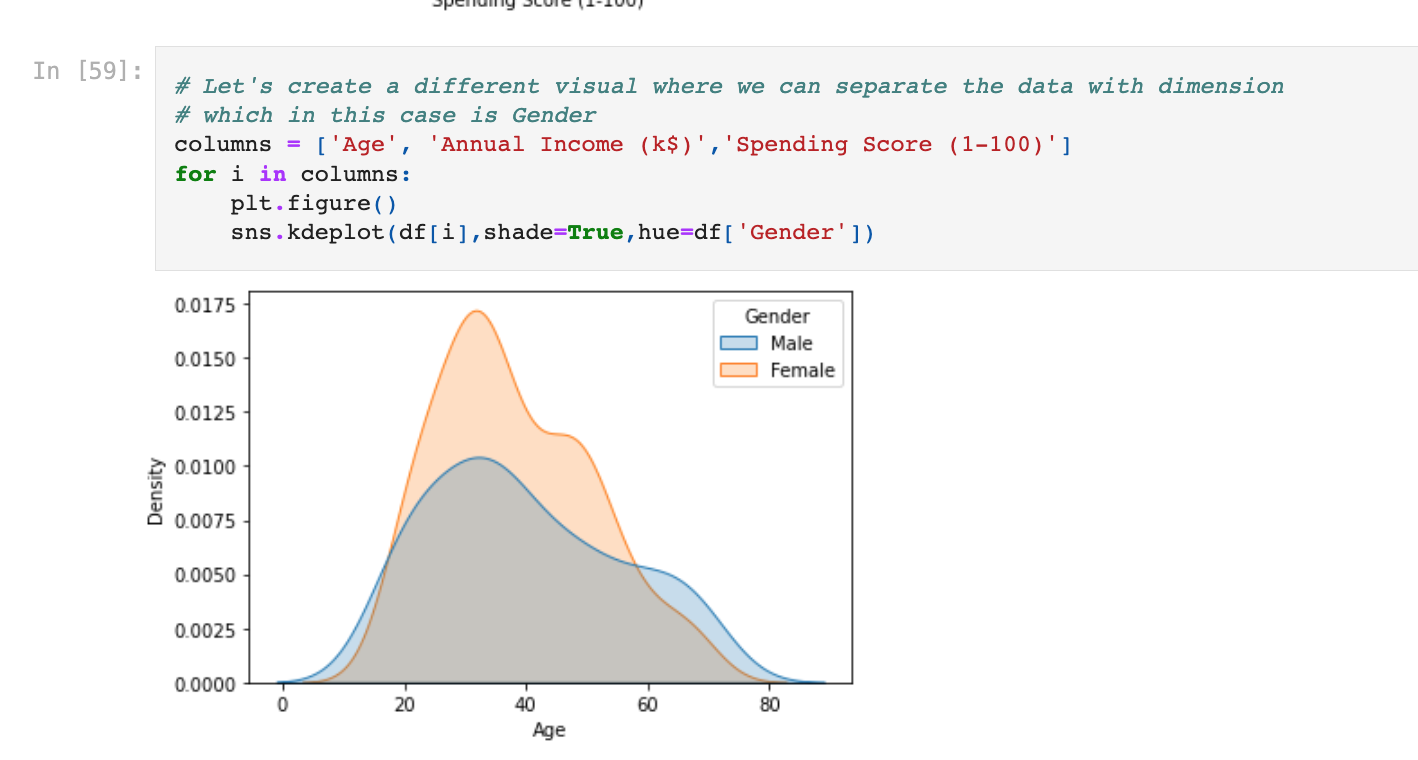 Spending Score (1-100)
In [59]:
# Let's create a different visual where we can separate the data with dimension
# which in this case is Gender
columns = ['Age', 'Annual Income (k$)','Spending Score (1-100)']
for i in columns:
    plt.figure()
    sns.kdeplot(df[i],shade=True,hue=df['Gender'])
Gender
Male
Female
0.0175
0.0150
0.0125
0.0100
0.0075
0.0050
0.0025
0.0000
Density
0 20 40 60 80
Age